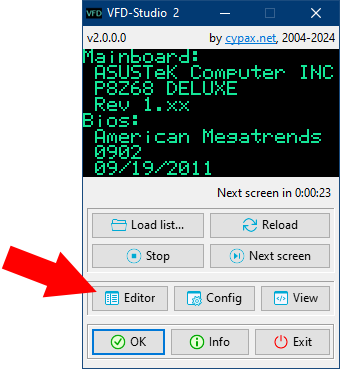 VFD VFD-Studio 2
v2.0.0.0 by cypax.net, 2004-2024
Mainboard:
ASUSTeK Computer INC
P8Z68 DELUXE
Rev 1.xx
Bios:
American Megatrends
0902
09/19/2011
Next screen in 0:00:23
Load list... Reload
Stop Next screen
Editor Config View
OK Info Exit